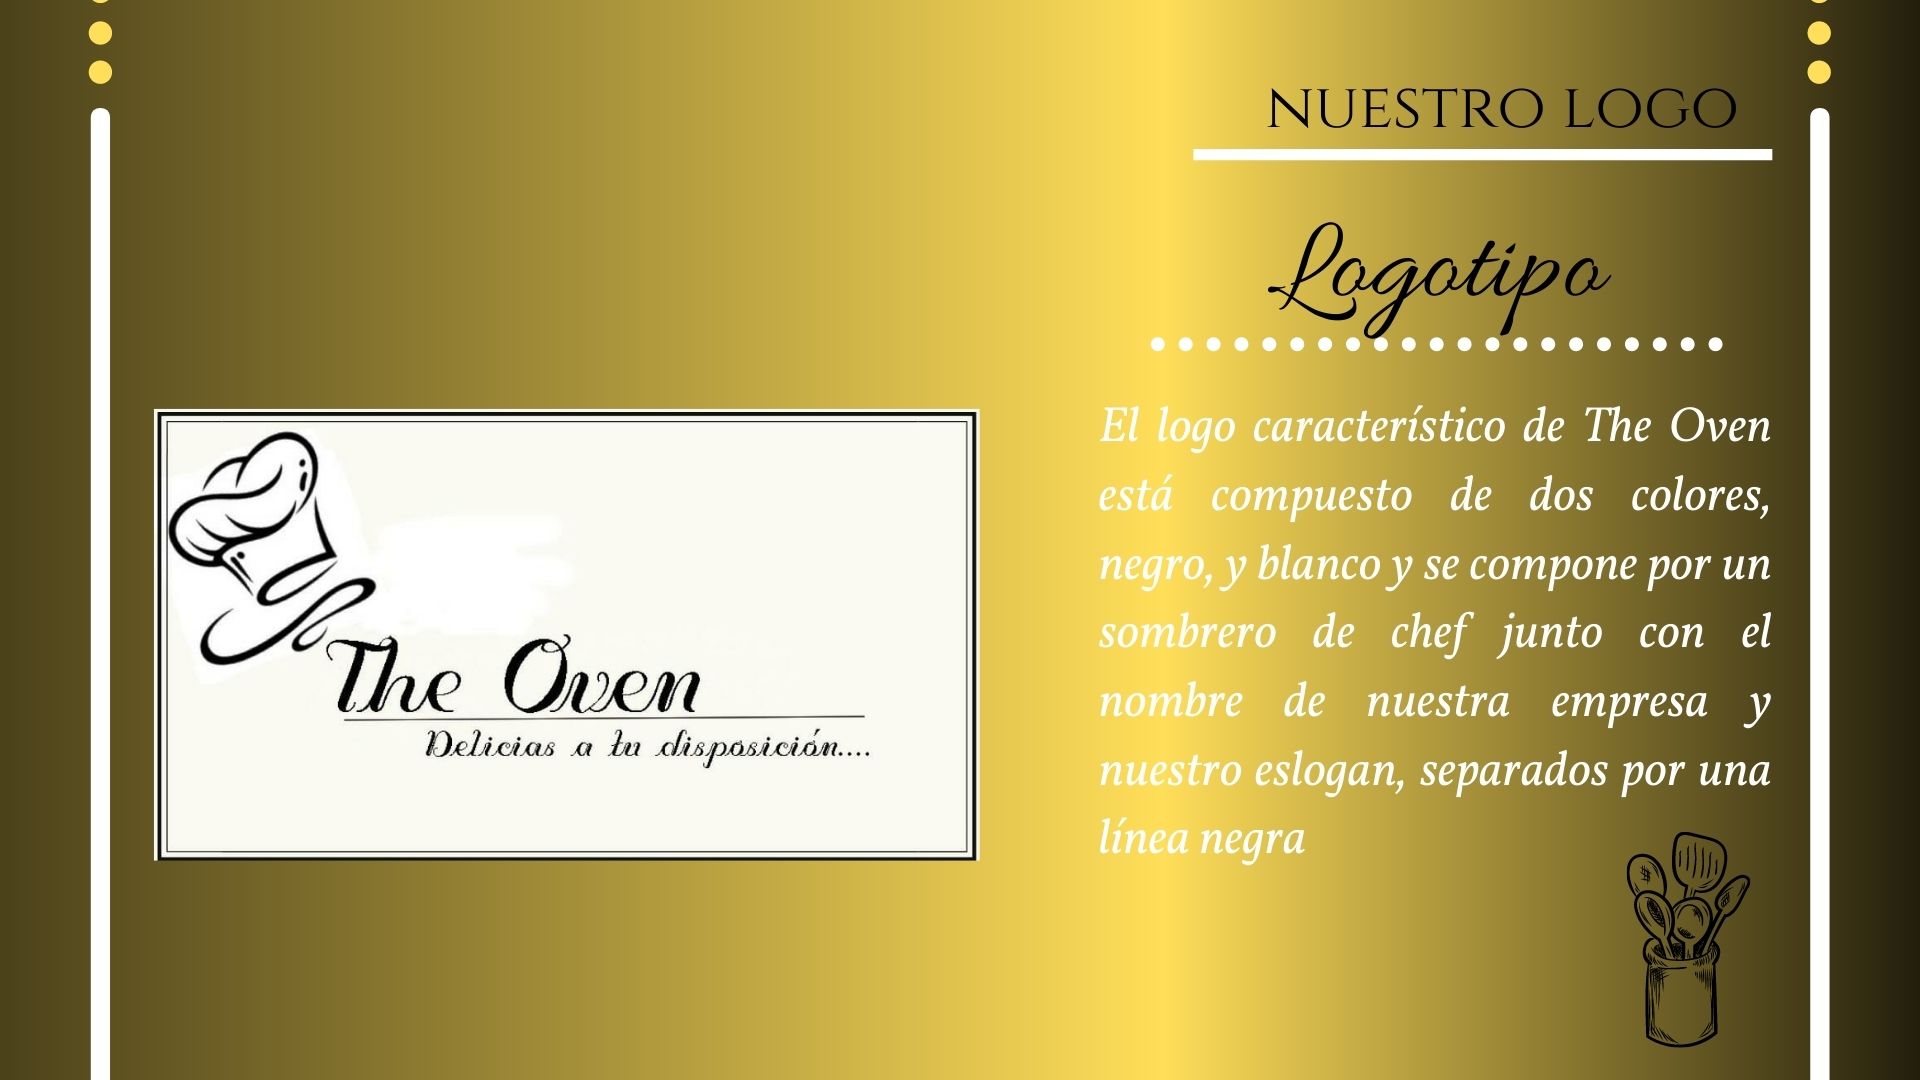 NUESTRO LOGO
Logotipo
The Oven
Delicias a tu disposición....
El logo característico de The Oven
está compuesto de dos colores,
negro, y blanco y se compone por un
sombrero de chef junto con el
nombre de nuestra empresa y
nuestro eslogan, separados por una
línea negra